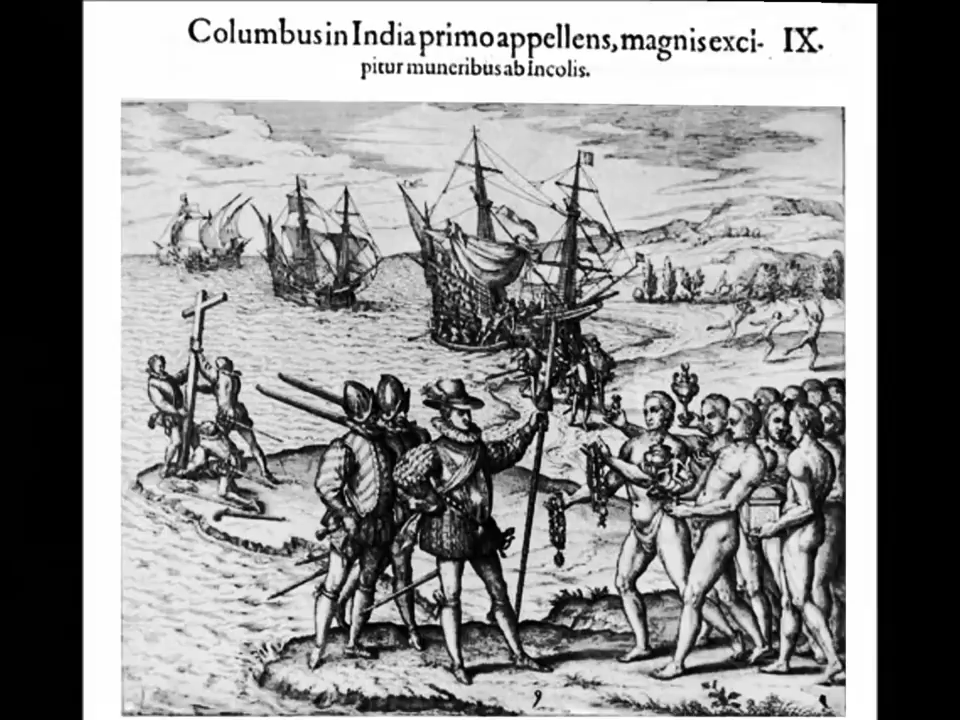 Columbus in India primo appellens, magnis exci- IX.
pitur muneribus ab Incolis.
9